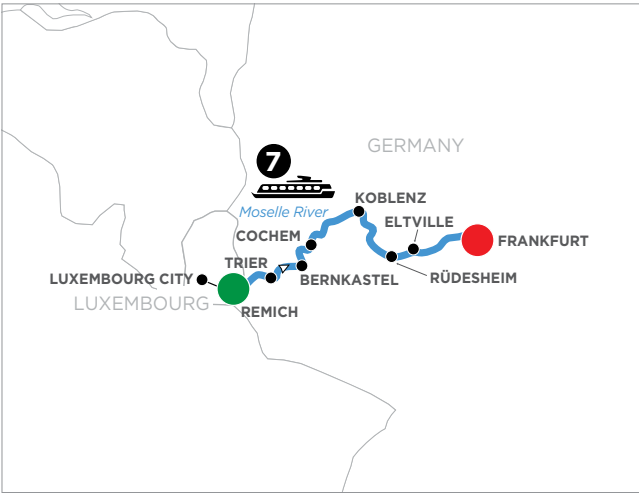 GERMANY
7
Moselle River
KOBLENZ
ELTVILLE
COCHEM
FRANKFURT
TRIER
LUXEMBOURG CITY
BERNKASTEL
RÜDESHEIM
LUXEMBOURG
REMICH